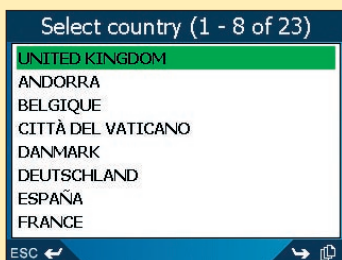 Select country (1 - 8 of 23)
UNITED KINGDOM
ANDORRA
BELGIQUE
CITTÀ DEL VATICANO
DANMARK
DEUTSCHLAND
ESPAÑA
FRANCE
ESC